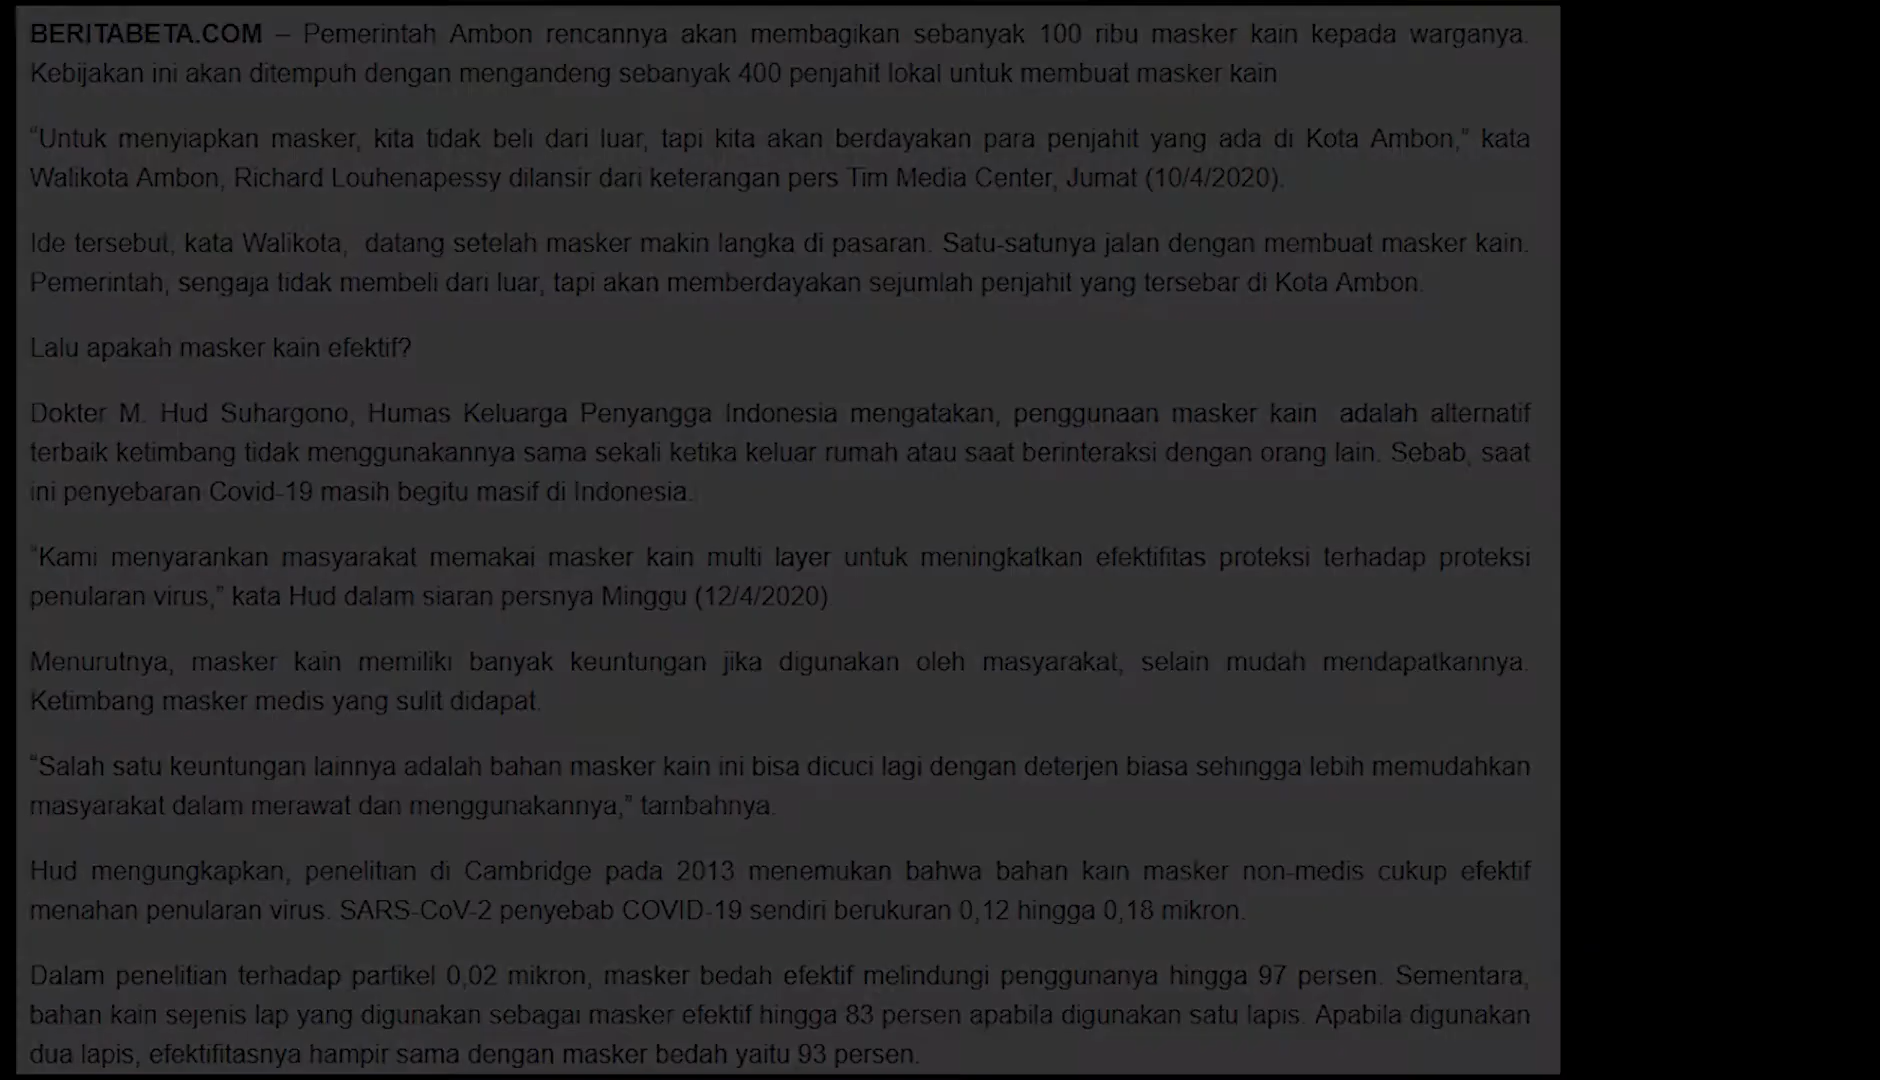 BERITABETA.COM – Pemerintah Ambon rencannya akan membagikan sebanyak 100 ribu masker kain kepada warganya.
Kebijakan ini akan ditempuh dengan mengandeng sebanyak 400 penjahit lokal untuk membuat masker kain
“Untuk menyiapkan masker, kita tidak beli dari luar, tapi kita akan berdayakan para penjahit yang ada di Kota Ambon,” kata
Walikota Ambon, Richard Louhenapessy dilansir dari keterangan pers Tim Media Center, Jumat (10/4/2020).
Ide tersebut, kata Walikota, datang setelah masker makin langka di pasaran. Satu-satunya jalan dengan membuat masker kain.
Pemerintah, sengaja tidak membeli dari luar, tapi akan memberdayakan sejumlah penjahit yang tersebar di Kota Ambon.
Lalu apakah masker kain efektif?
Dokter M. Hud Suhargono, Humas Keluarga Penyangga Indonesia mengatakan, penggunaan masker kain adalah alternatif
terbaik ketimbang tidak menggunakannya sama sekali ketika keluar rumah atau saat berinteraksi dengan orang lain. Sebab, saat
ini penyebaran Covid-19 masih begitu masif di Indonesia.
“Kami menyarankan masyarakat memakai masker kain multi layer untuk meningkatkan efektifitas proteksi terhadap proteksi
penularan virus,” kata Hud dalam siaran persnya Minggu (12/4/2020)
Menurutnya, masker kain memiliki banyak keuntungan jika digunakan oleh masyarakat, selain mudah mendapatkannya.
Ketimbang masker medis yang sulit didapat.
“Salah satu keuntungan lainnya adalah bahan masker kain ini bisa dicuci lagi dengan deterjen biasa sehingga lebih memudahkan
masyarakat dalam merawat dan menggunakannya,” tambahnya.
Hud mengungkapkan, penelitian di Cambridge pada 2013 menemukan bahwa bahan kain masker non-medis cukup efektif
menahan penularan virus. SARS-CoV-2 penyebab COVID-19 sendiri berukuran 0,12 hingga 0,18 mikron.
Dalam penelitian terhadap partikel 0,02 mikron, masker bedah efektif melindungi penggunanya hingga 97 persen. Sementara,
bahan kain sejenis lap yang digunakan sebagai masker efektif hingga 83 persen apabila digunakan satu lapis. Apabila digunakan
dua lapis, efektifitasnya hampir sama dengan masker bedah yaitu 93 persen.